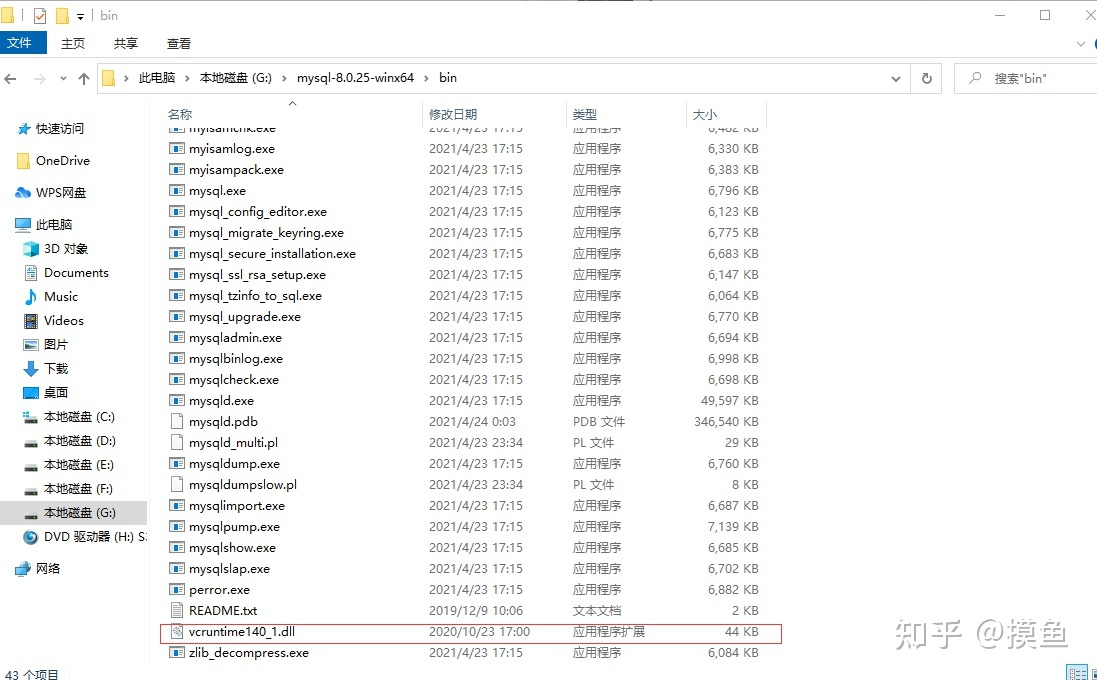 bin
文件 主页 共享 查看
此电脑 本地磁盘 (G:) mysql-8.0.25-winx64 bin 搜索"bin"
名称 修改日期 类型 大小
快速访问
OneDrive
WPS网盘
此电脑
3D 对象
Documents
Music
Videos
图片
下载
桌面
本地磁盘 (C:)
本地磁盘 (D:)
本地磁盘 (E:)
本地磁盘 (F:)
本地磁盘 (G:)
DVD 驱动器 (H:) S
网络
myisamchk.exe 2021/4/23 17:15 应用程序 6,482 KB
myisamlog.exe 2021/4/23 17:15 应用程序 6,330 KB
myisampack.exe 2021/4/23 17:15 应用程序 6,383 KB
mysql.exe 2021/4/23 17:15 应用程序 6,796 KB
mysql_config_editor.exe 2021/4/23 17:15 应用程序 6,123 KB
mysql_migrate_keyring.exe 2021/4/23 17:15 应用程序 6,775 KB
mysql_secure_installation.exe 2021/4/23 17:15 应用程序 6,683 KB
mysql_ssl_rsa_setup.exe 2021/4/23 17:15 应用程序 6,147 KB
mysql_tzinfo_to_sql.exe 2021/4/23 17:15 应用程序 6,064 KB
mysql_upgrade.exe 2021/4/23 17:15 应用程序 6,770 KB
mysqladmin.exe 2021/4/23 17:15 应用程序 6,694 KB
mysqlbinlog.exe 2021/4/23 17:15 应用程序 6,998 KB
mysqlcheck.exe 2021/4/23 17:15 应用程序 6,698 KB
mysqld.exe 2021/4/23 17:15 应用程序 49,597 KB
mysqld.pdb 2021/4/24 0:03 PDB 文件 346,540 KB
mysqld_multi.pl 2021/4/23 23:34 PL 文件 29 KB
mysqldump.exe 2021/4/23 17:15 应用程序 6,760 KB
mysqldumpslow.pl 2021/4/23 23:34 PL 文件 8 KB
mysqlimport.exe 2021/4/23 17:15 应用程序 6,687 KB
mysqlpump.exe 2021/4/23 17:15 应用程序 7,139 KB
mysqlshow.exe 2021/4/23 17:15 应用程序 6,685 KB
mysqlslap.exe 2021/4/23 17:15 应用程序 6,702 KB
perror.exe 2021/4/23 17:15 应用程序 6,882 KB
README.txt 2019/12/9 10:06 文本文档 2 KB
vcruntime140_1.dll 2020/10/23 17:00 应用程序扩展 44 KB
zlib_decompress.exe 2021/4/23 17:15 应用程序 6,084 KB
知乎 @摸鱼
43 个项目